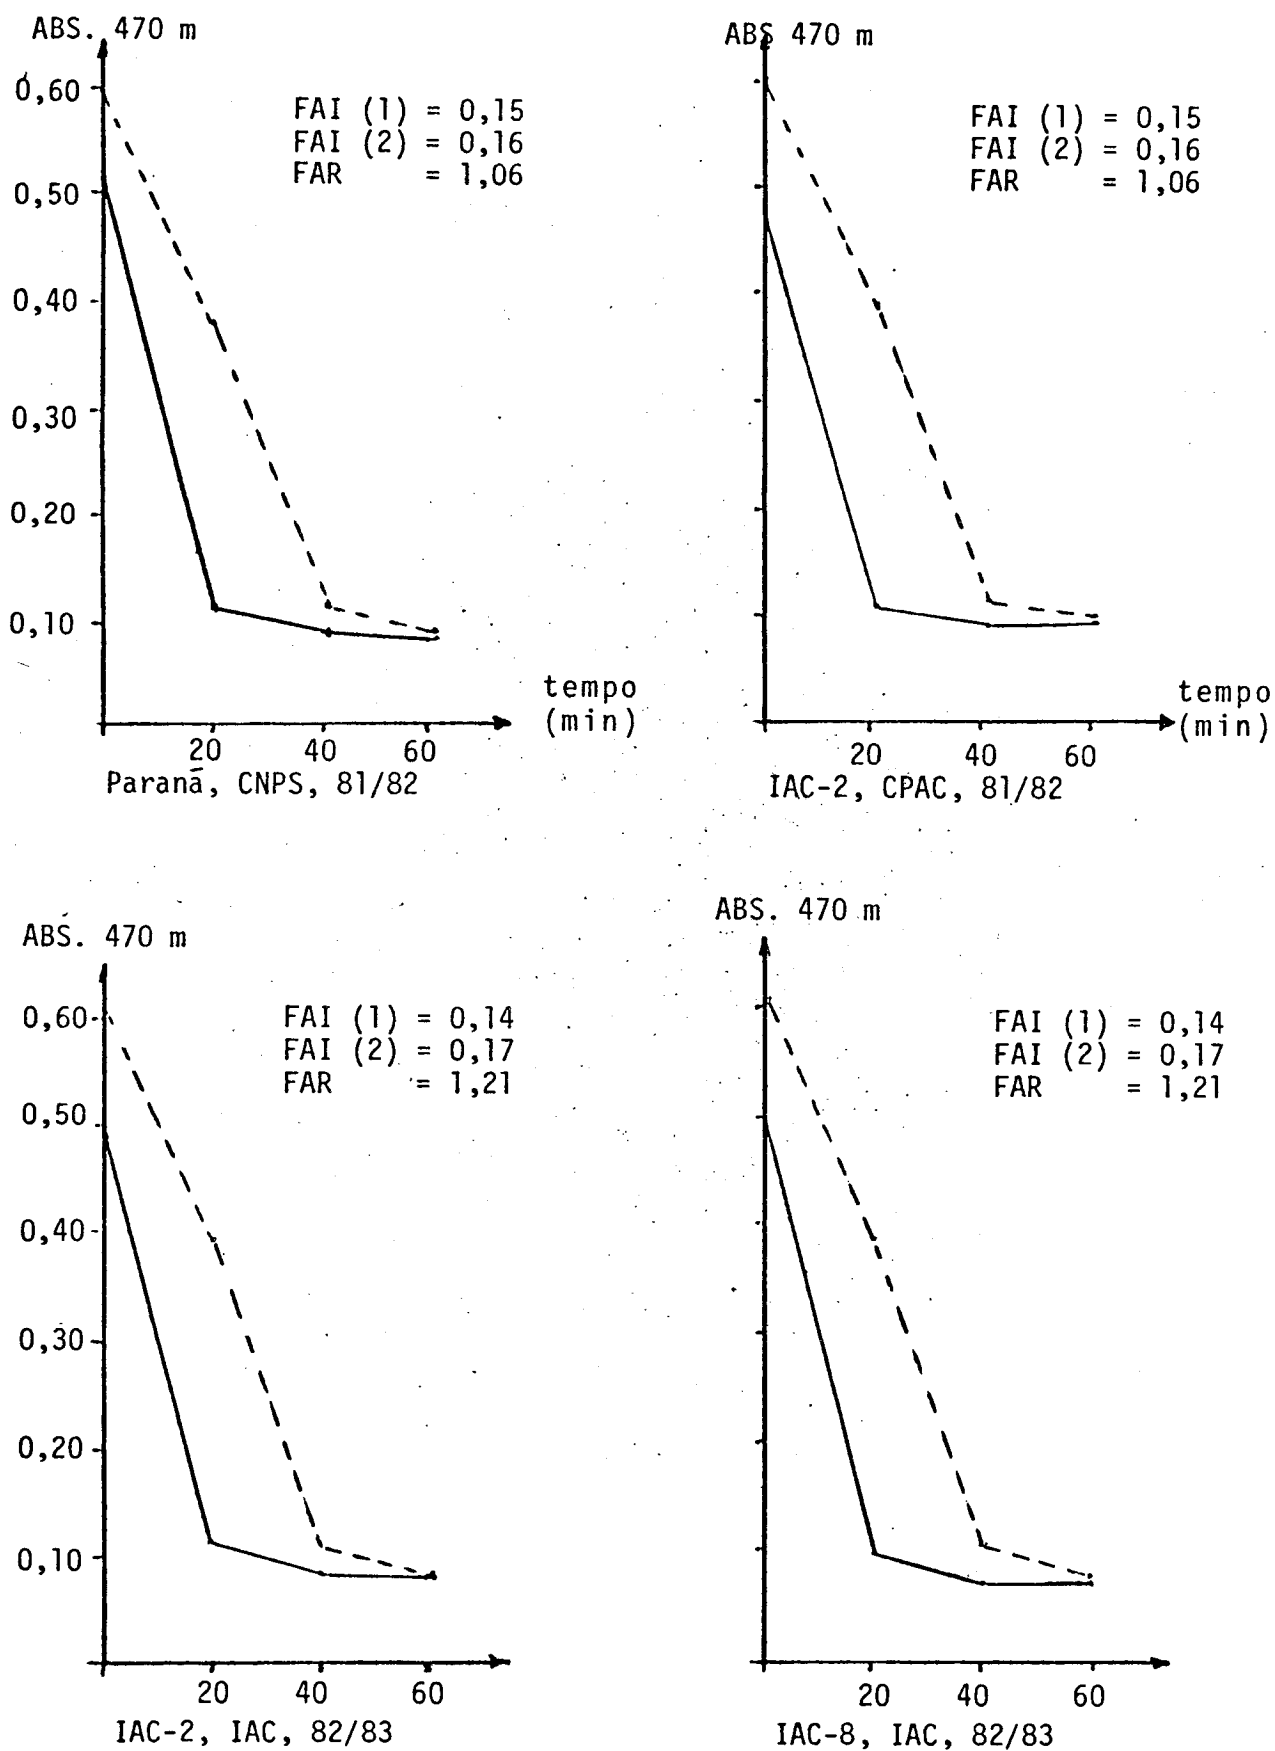 ABS. 470 m
0,60
0,50
0,40
0,30
0,20
0,10
FAI (1) = 0,15
FAI (2) = 0,16
FAR = 1,06
tempo
(min)
20 40 60
Paranā, CNPS, 81/82
ABS 470 m
FAI (1) = 0,15
FAI (2) = 0,16
FAR = 1,06
tempo
(min)
20 40 60
IAC-2, CPAC, 81/82
ABS. 470 m
0,60
0,50
0,40
0,30
0,20
0,10
FAI (1) = 0,14
FAI (2) = 0,17
FAR = 1,21
20 40 60
IAC-2, IAC, 82/83
ABS. 470 m
FAI (1) = 0,14
FAI (2) = 0,17
FAR = 1,21
20 40 60
IAC-8, IAC, 82/83